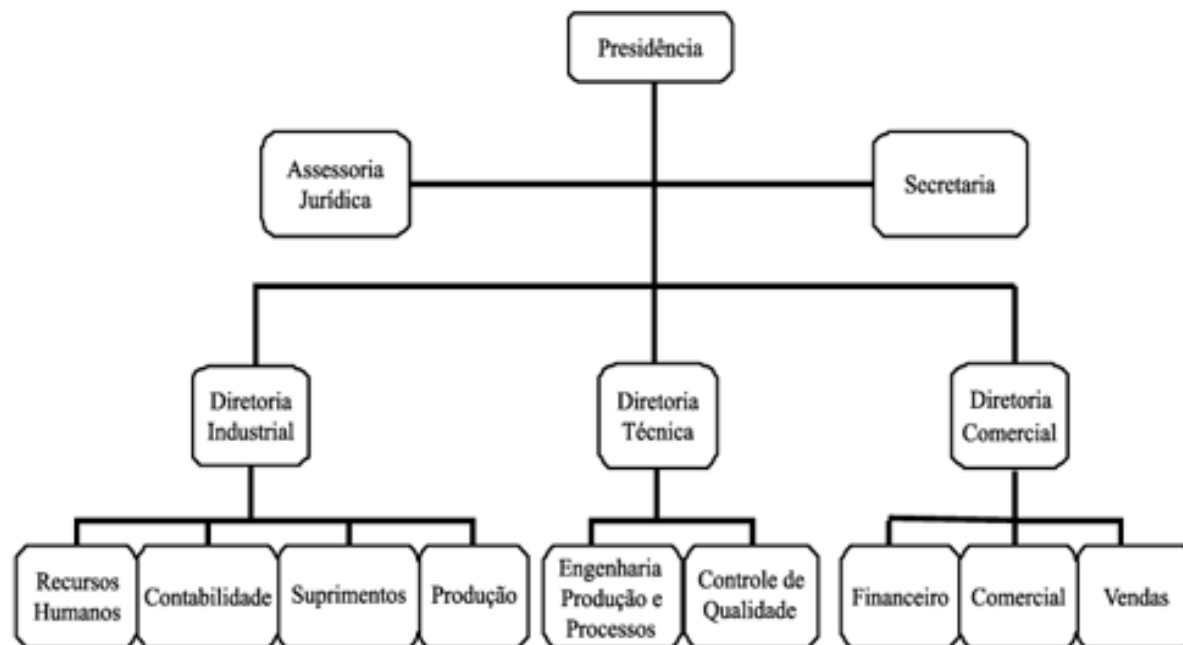 Presidência
Assessoria
Jurídica
Secretaria
Diretoria
Industrial
Diretoria
Técnica
Diretoria
Comercial
Recursos
Humanos
Contabilidade
Suprimentos
Produção
Engenharia
Produção e
Processos
Controle de
Qualidade
Financeiro
Comercial
Vendas